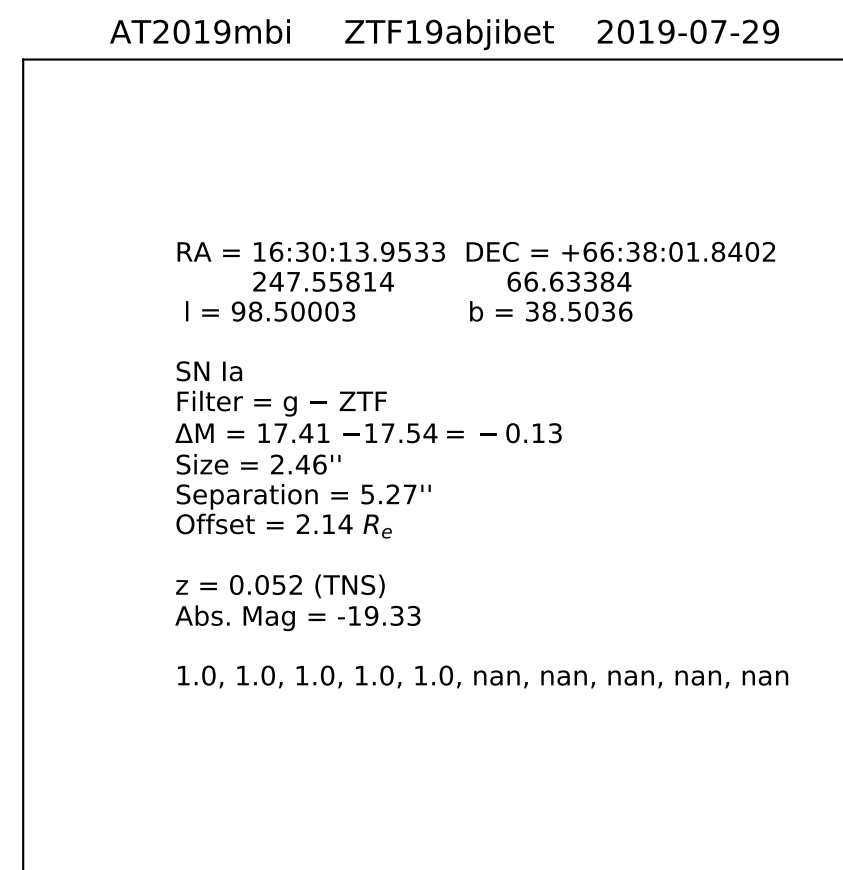 AT2019mbi ZTF19abjibet 2019-07-29
RA = 16:30:13.9533 DEC = +66:38:01.8402
247.55814 66.63384
l = 98.50003 b = 38.5036
SN Ia
Filter = g − ZTF
ΔM = 17.41 −17.54 = − 0.13
Size = 2.46''
Separation = 5.27''
Offset = 2.14 Rₑ
z = 0.052 (TNS)
Abs. Mag = -19.33
1.0, 1.0, 1.0, 1.0, 1.0, nan, nan, nan, nan, nan